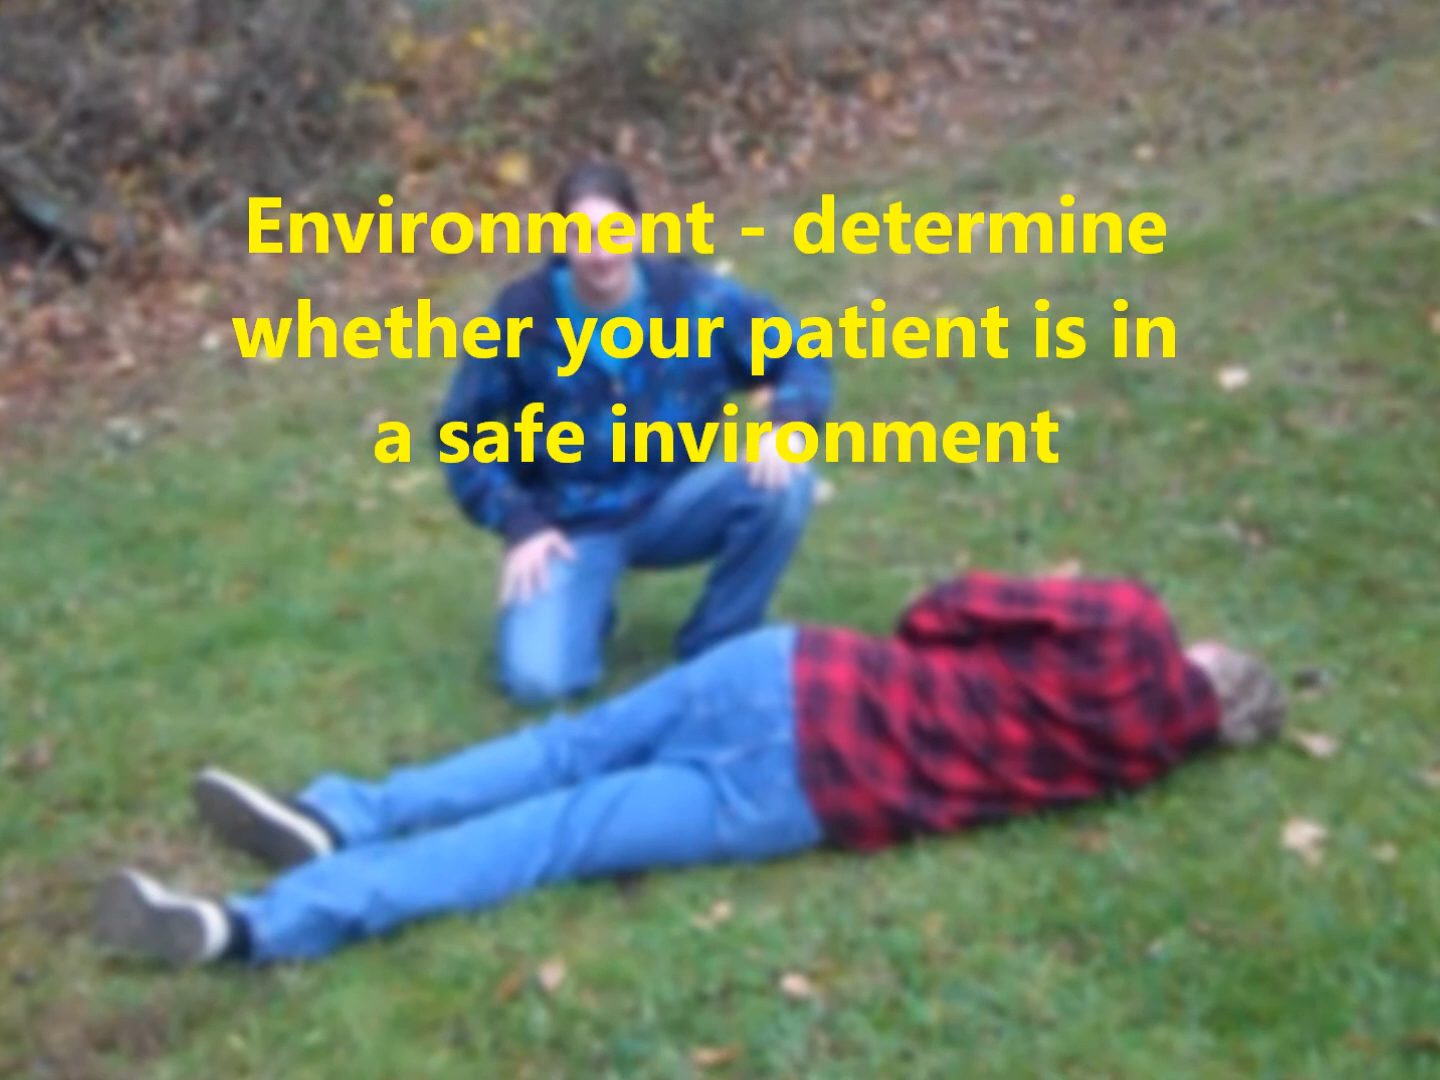 Environment - determine
whether your patient is in
a safe invironment